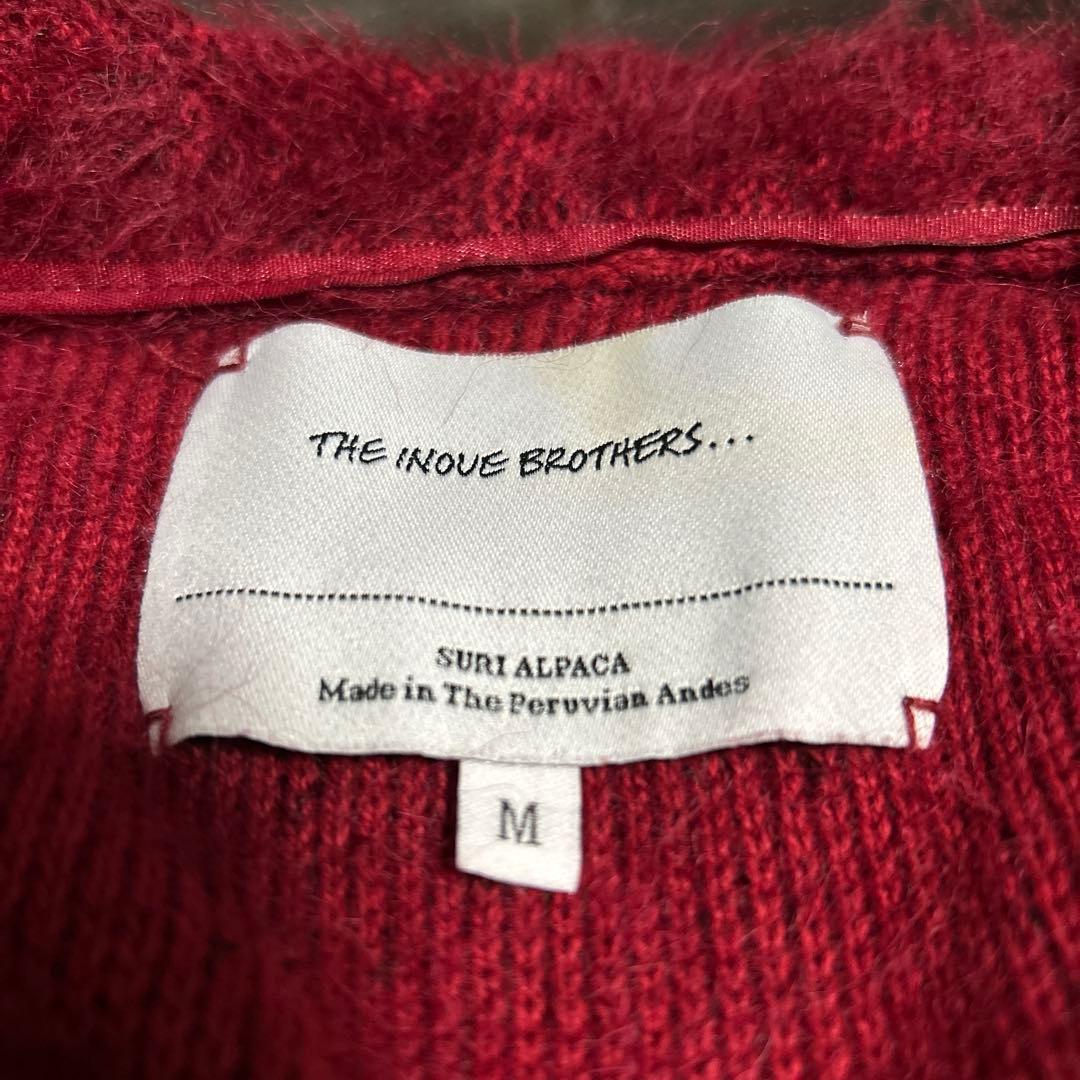 THE INOUE BROTHERS...
SURI ALPACA
Made in The Peruvian Andes
M